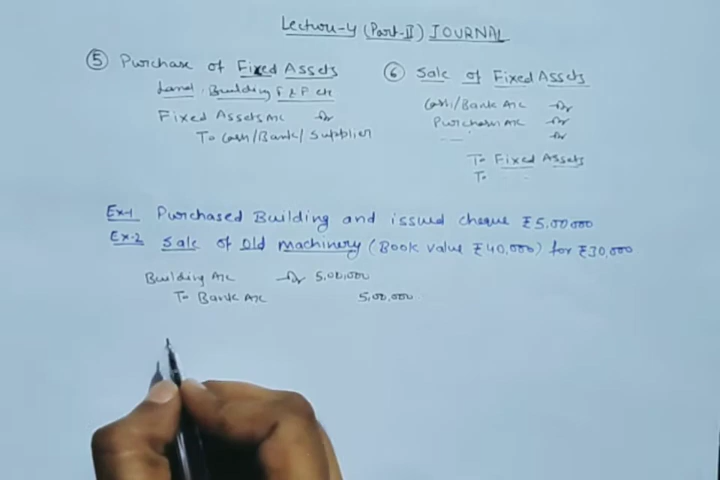 Lecture-4 (Part-II) JOURNAL
⑤ Purchase of Fixed Assets
Land, Building F & P etc
Fixed Assets A/c Dr
To Cash/Bank/Supplier
⑥ Sale of Fixed Assets
Cash/Bank A/c Dr
Purchaser A/c Dr
Dr
To Fixed Assets
To
Ex-1 Purchased Building and issued cheque ₹5,00,000
Ex-2 Sale of Old machinery (Book value ₹40,000) for ₹30,000
Building A/c Dr 5,00,000
To Bank A/c 5,00,000